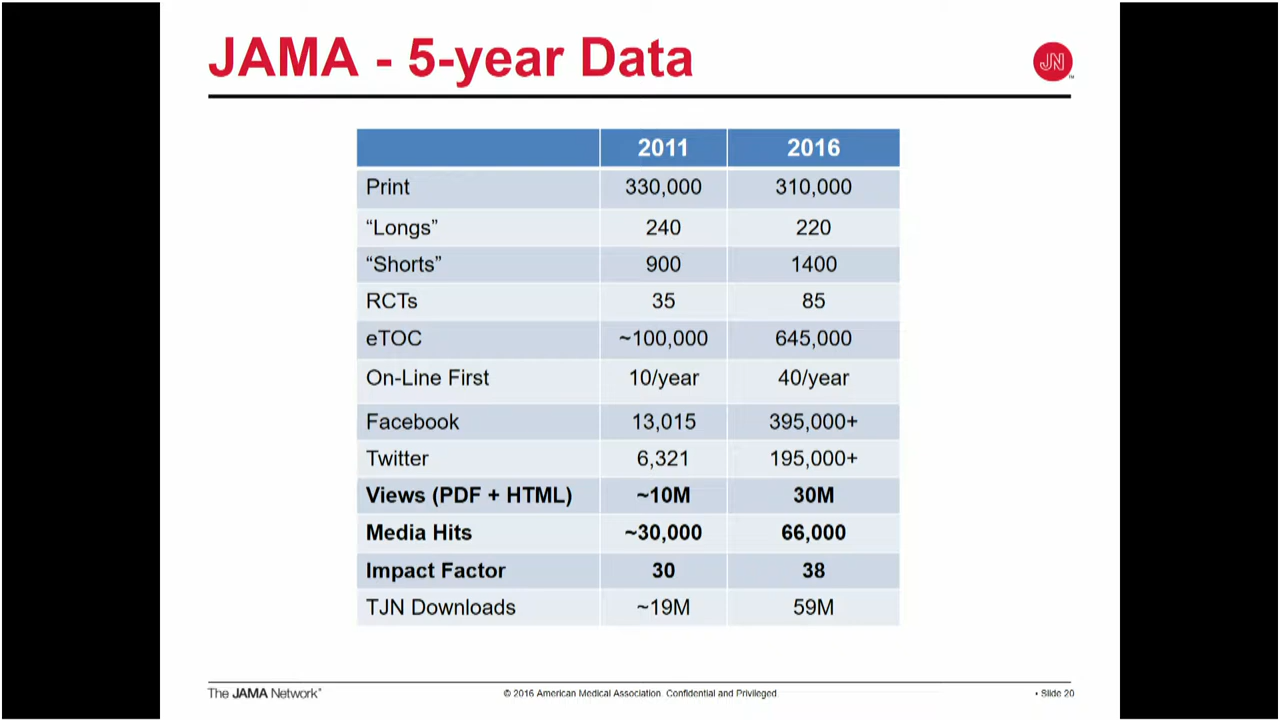 JAMA - 5-year Data
JN™
2011 2016
Print 330,000 310,000
“Longs” 240 220
“Shorts” 900 1400
RCTs 35 85
eTOC ~100,000 645,000
On-Line First 10/year 40/year
Facebook 13,015 395,000+
Twitter 6,321 195,000+
Views (PDF + HTML) ~10M 30M
Media Hits ~30,000 66,000
Impact Factor 30 38
TJN Downloads ~19M 59M
The JAMA Network® © 2016 American Medical Association Confidential and Privileged • Slide 20